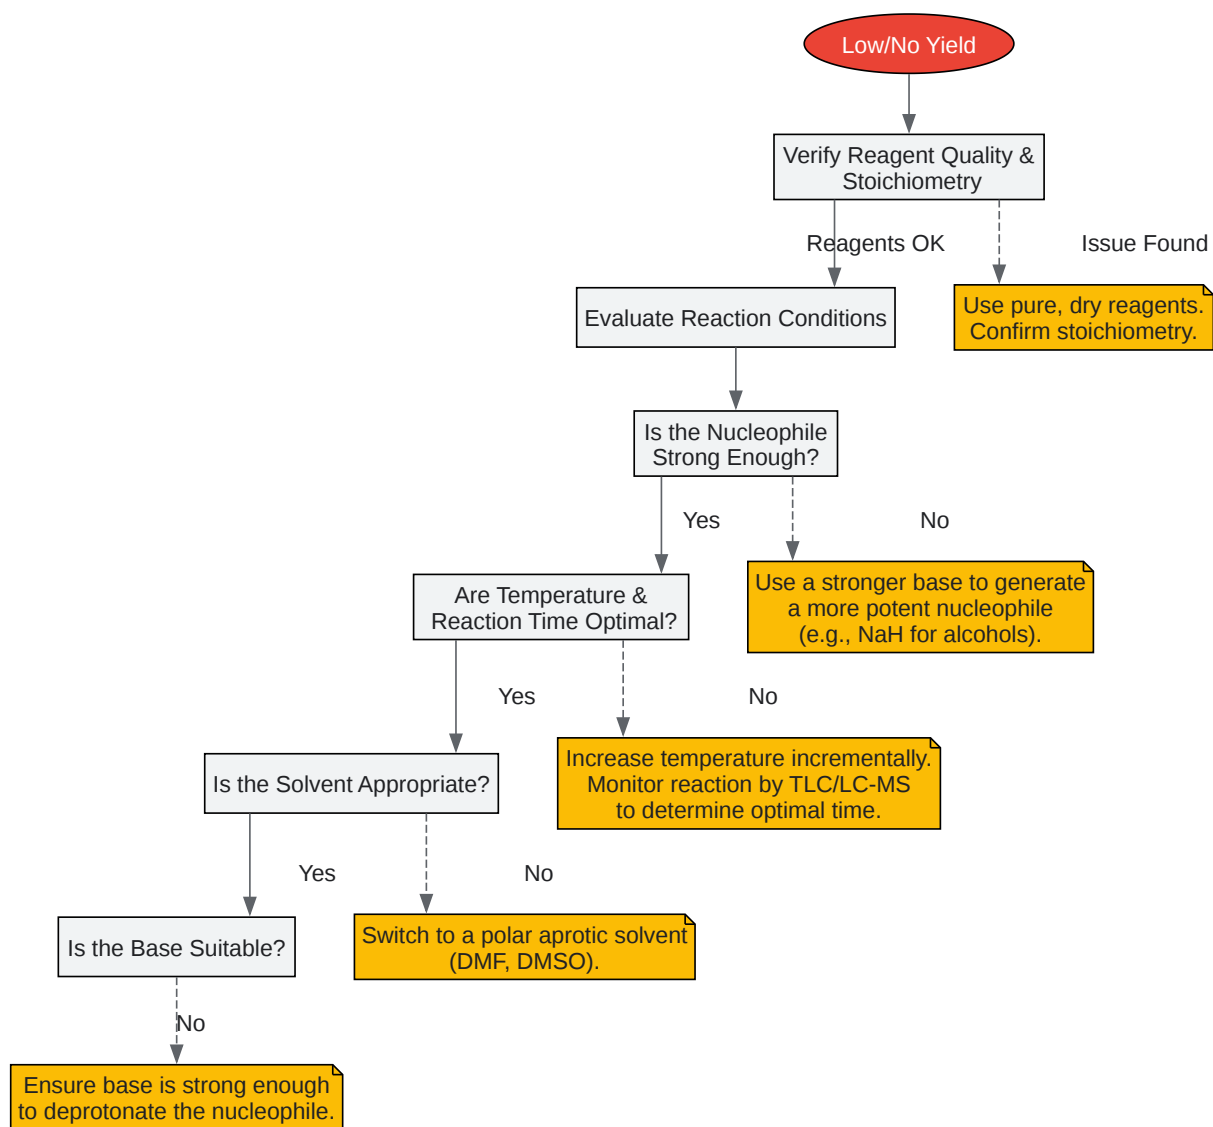 Low/No Yield
Verify Reagent Quality &
Stoichiometry
Reagents OK
Issue Found
Evaluate Reaction Conditions
Use pure, dry reagents.
Confirm stoichiometry.
Is the Nucleophile
Strong Enough?
Yes
No
Are Temperature &
Reaction Time Optimal?
Use a stronger base to generate
a more potent nucleophile
(e.g., NaH for alcohols).
Yes
No
Is the Solvent Appropriate?
Increase temperature incrementally.
Monitor reaction by TLC/LC-MS
to determine optimal time.
Yes
No
Is the Base Suitable?
Switch to a polar aprotic solvent
(DMF, DMSO).
No
Ensure base is strong enough
to deprotonate the nucleophile.